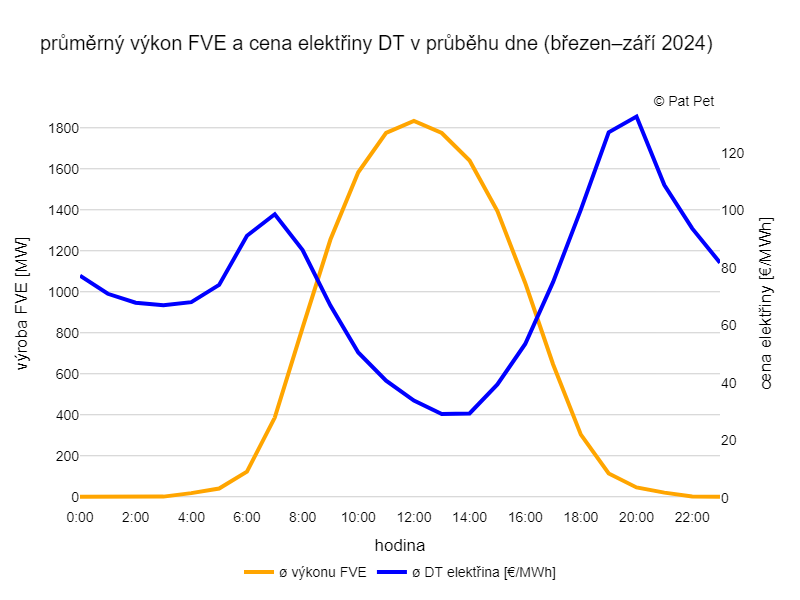 průměrný výkon FVE a cena elektřiny DT v průběhu dne (březen–září 2024)
© Pat Pet
výroba FVE [MW]
1800
1600
1400
1200
1000
800
600
400
200
0
120
100
80
60
40
20
0
cena elektřiny [€/MWh]
0:00 2:00 4:00 6:00 8:00 10:00 12:00 14:00 16:00 18:00 20:00 22:00
hodina
ø výkonu FVE ø DT elektřina [€/MWh]